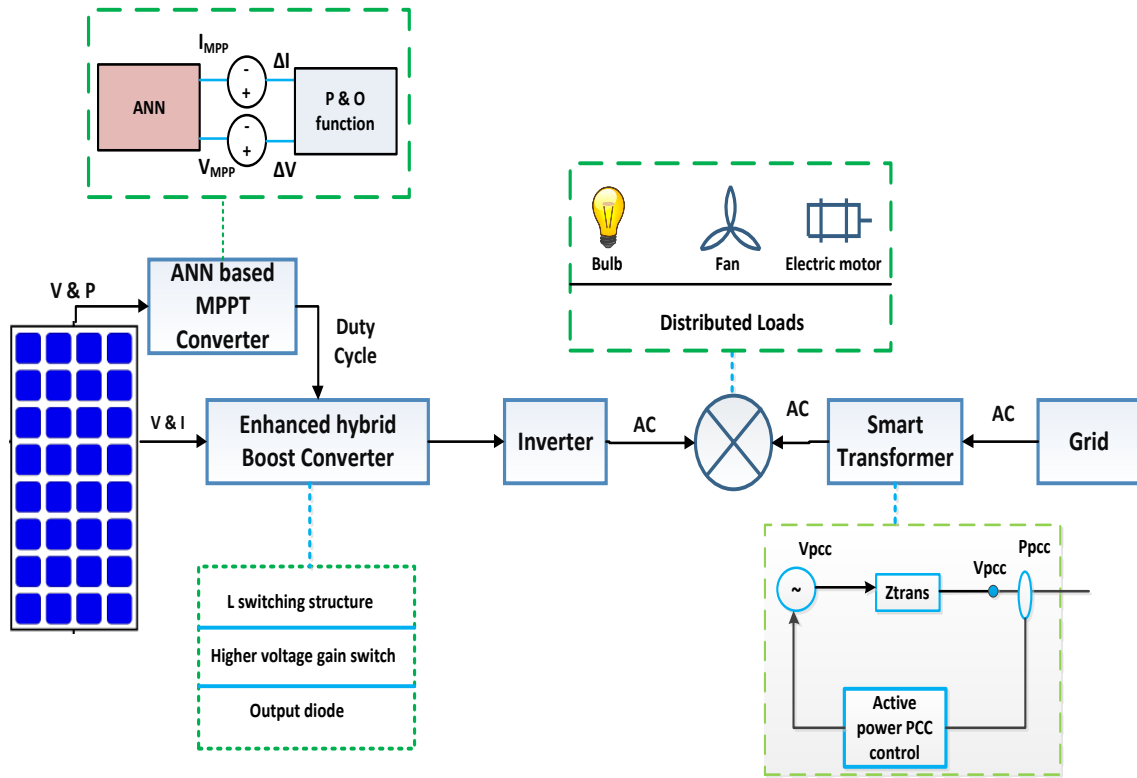 I_MPP
ΔI
-
+
ANN
P & O
function
-
+
V_MPP
ΔV
V & P
ANN based
MPPT
Converter
Duty
Cycle
Bulb
Fan
Electric motor
Distributed Loads
V & I
Enhanced hybrid
Boost Converter
Inverter
AC
AC
Smart
Transformer
AC
Grid
L switching structure
Higher voltage gain switch
Output diode
Vpcc
Ppcc
Vpcc
~
Ztrans
Active
power PCC
control